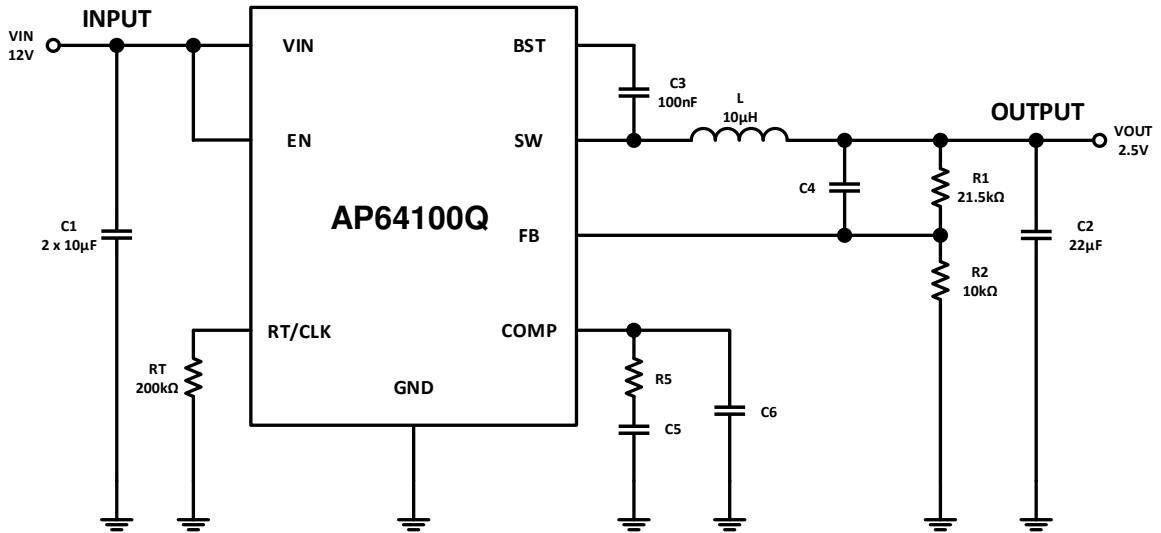 INPUT
VIN
12V
VIN
BST
C3
100nF
L
10µH
OUTPUT
VOUT
2.5V
EN
SW
C4
R1
21.5kΩ
AP64100Q
C1
2 x 10µF
FB
C2
22µF
R2
10kΩ
RT/CLK
COMP
RT
200kΩ
R5
GND
C6
C5